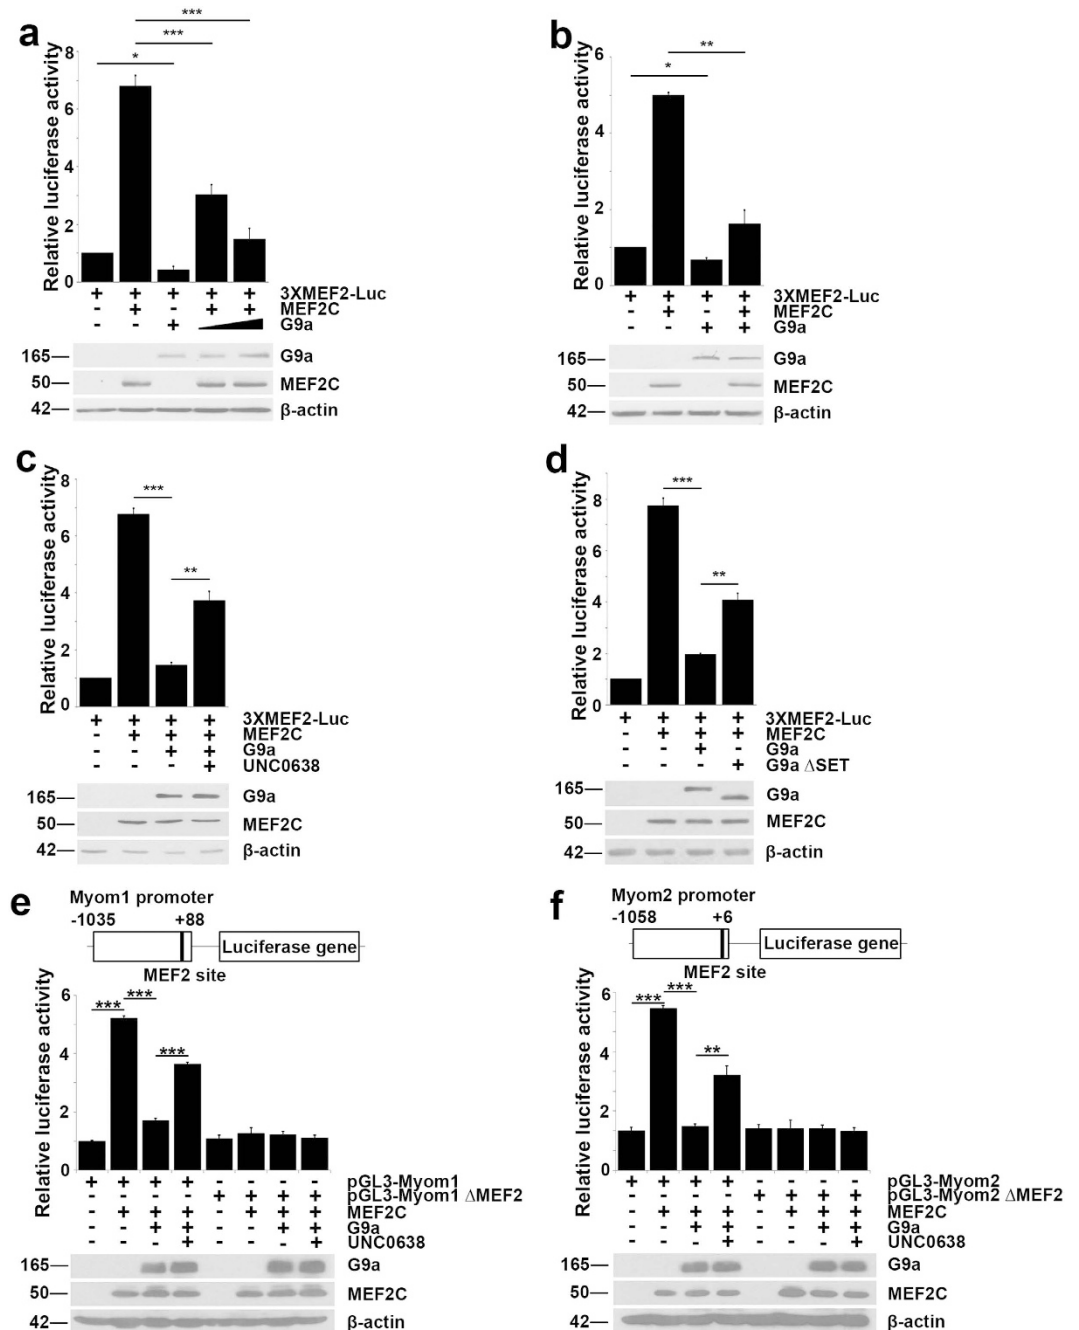 a
***
***
*
Relative luciferase activity
8
6
4
2
0
+ + + + + 3XMEF2-Luc
- + - + + MEF2C
- - + G9a
165— G9a
50— MEF2C
42— β-actin
b
**
*
Relative luciferase activity
6
4
2
0
+ + + + 3XMEF2-Luc
- + - + MEF2C
- - + + G9a
165— G9a
50— MEF2C
42— β-actin
c
***
**
Relative luciferase activity
8
6
4
2
0
+ + + + 3XMEF2-Luc
- + + + MEF2C
- - + + G9a
- - - + UNC0638
165— G9a
50— MEF2C
42— β-actin
d
***
**
Relative luciferase activity
8
6
4
2
0
+ + + + 3XMEF2-Luc
- + + + MEF2C
- - + - G9a
- - - + G9a ΔSET
165— G9a
50— MEF2C
42— β-actin
e
Myom1 promoter
-1035 +88
Luciferase gene
MEF2 site
*** *** ***
Relative luciferase activity
6
4
2
0
+ + + + - - - - pGL3-Myom1
- - - - + + + + pGL3-Myom1 ΔMEF2
- + + + - + + + MEF2C
- - + + - - + + G9a
- - - + - - - + UNC0638
165— G9a
50— MEF2C
42— β-actin
f
Myom2 promoter
-1058 +6
Luciferase gene
MEF2 site
*** *** **
Relative luciferase activity
6
4
2
0
+ + + + - - - - pGL3-Myom2
- - - - + + + + pGL3-Myom2 ΔMEF2
- + + + - + + + MEF2C
- - + + - - + + G9a
- - - + - - - + UNC0638
165— G9a
50— MEF2C
42— β-actin